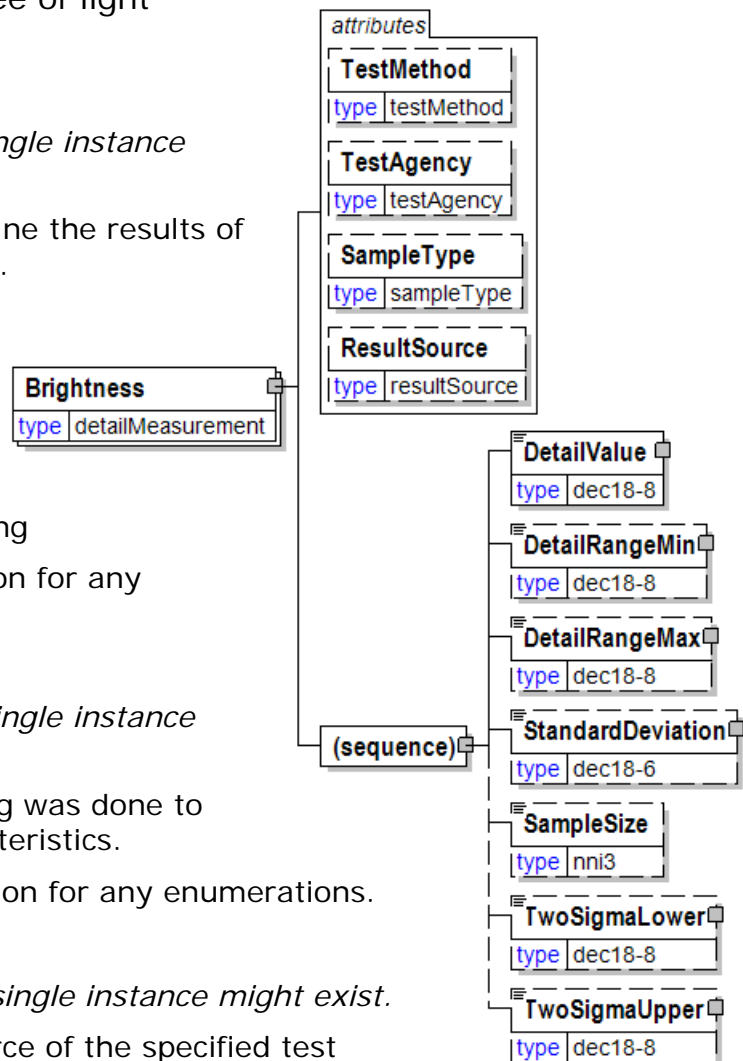 ee of light
ngle instance
ine the results of
.
ng
on for any
ingle instance
g was done to
teristics.
on for any enumerations.
single instance might exist.
rce of the specified test
Brightness
type detailMeasurement
attributes
TestMethod
type testMethod
TestAgency
type testAgency
SampleType
type sampleType
ResultSource
type resultSource
(sequence)
DetailValue
type dec18-8
DetailRangeMin
type dec18-8
DetailRangeMax
type dec18-8
StandardDeviation
type dec18-6
SampleSize
type nni3
TwoSigmaLower
type dec18-8
TwoSigmaUpper
type dec18-8